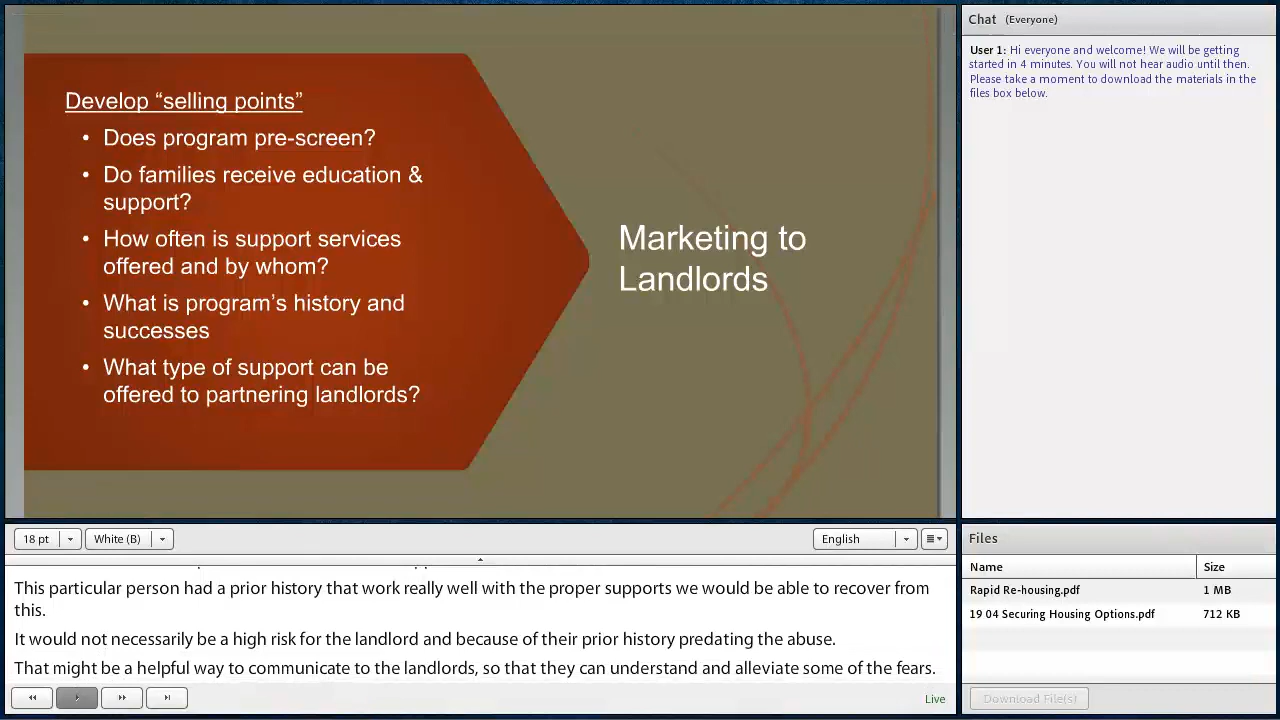 Develop “selling points”
• Does program pre-screen?
• Do families receive education &
support?
• How often is support services
offered and by whom?
• What is program’s history and
successes
• What type of support can be
offered to partnering landlords?
Marketing to
Landlords
Chat (Everyone)
User 1: Hi everyone and welcome! We will be getting
started in 4 minutes. You will not hear audio until then.
Please take a moment to download the materials in the
files box below.
18 pt White (B) English
This particular person had a prior history that work really well with the proper supports we would be able to recover from
this.
It would not necessarily be a high risk for the landlord and because of their prior history predating the abuse.
That might be a helpful way to communicate to the landlords, so that they can understand and alleviate some of the fears.
Live
Files
Name Size
Rapid Re-housing.pdf 1 MB
19 04 Securing Housing Options.pdf 712 KB
Download File(s)